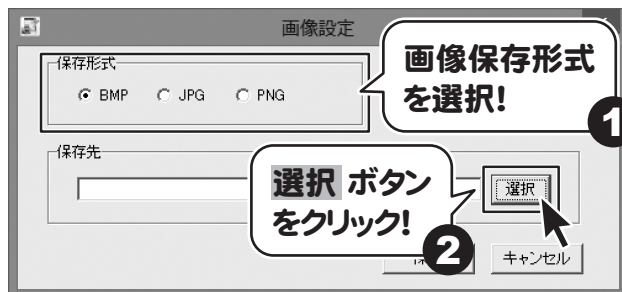 画像設定
保存形式
BMP JPG PNG
画像保存形式
を選択!
1
保存先
選択 ボタン
をクリック!
2
選択
キャンセル